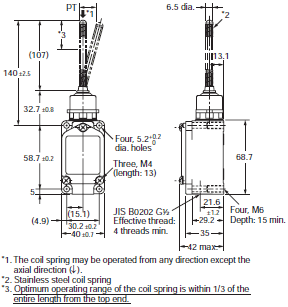 PT
*1
*3
(107)
140 ±2.5
32.7 ±0.8
58.7 ±0.2
5
(4.9)
(15.1)
30.2 ±0.2
40 ±0.7
Four, 5.2 +0.2 0
dia. holes
Three, M4
(length: 13)
6.5 dia.
*2
13.1
68.7
JIS B0202 G½
Effective thread:
4 threads min.
21.6
±1.2
29.2
35
42 max.
Four, M6
Depth: 15 min.
*1. The coil spring may be operated from any direction except the
axial direction (↓).
*2. Stainless steel coil spring
*3. Optimum operating range of the coil spring is within 1/3 of the
entire length from the top end.